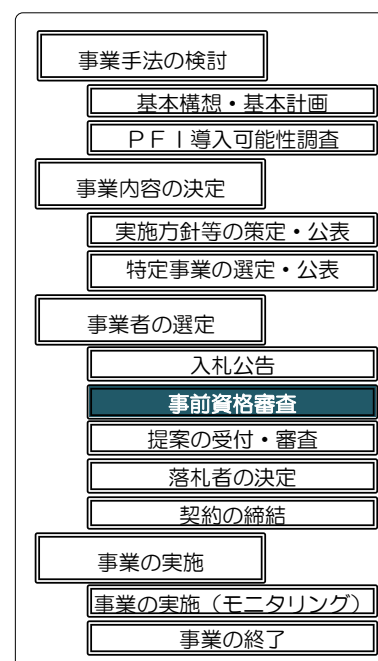 事業手法の検討
基本構想・基本計画
ＰＦＩ導入可能性調査
事業内容の決定
実施方針等の策定・公表
特定事業の選定・公表
事業者の選定
入札公告
事前資格審査
提案の受付・審査
落札者の決定
契約の締結
事業の実施
事業の実施（モニタリング）
事業の終了